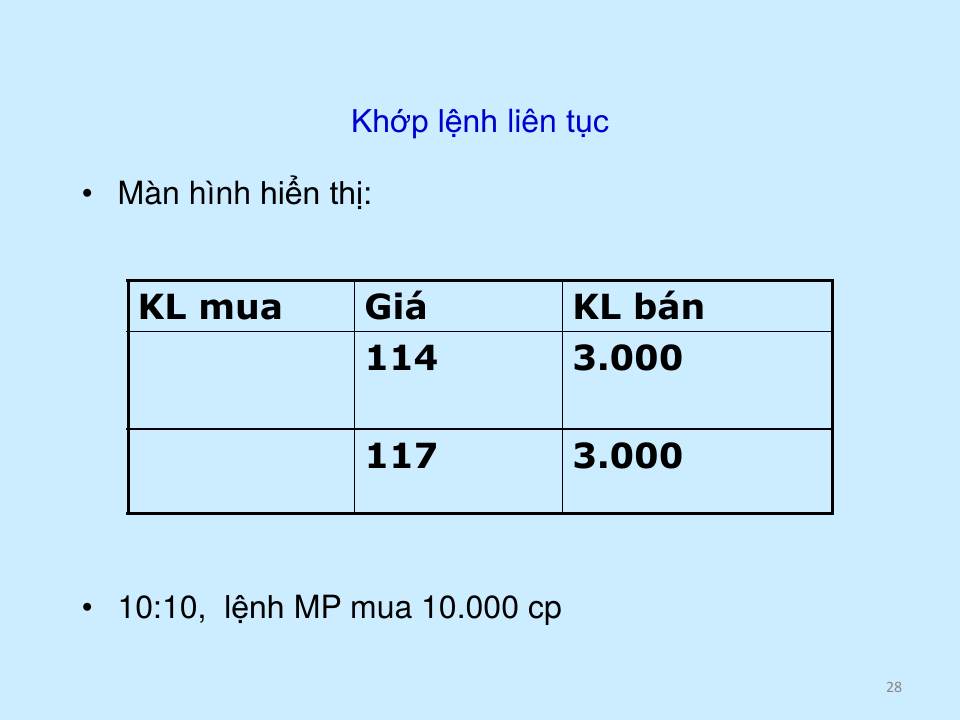 Khớp lệnh liên tục
• Màn hình hiển thị:
KL mua Giá KL bán
114 3.000
117 3.000
• 10:10, lệnh MP mua 10.000 cp
28